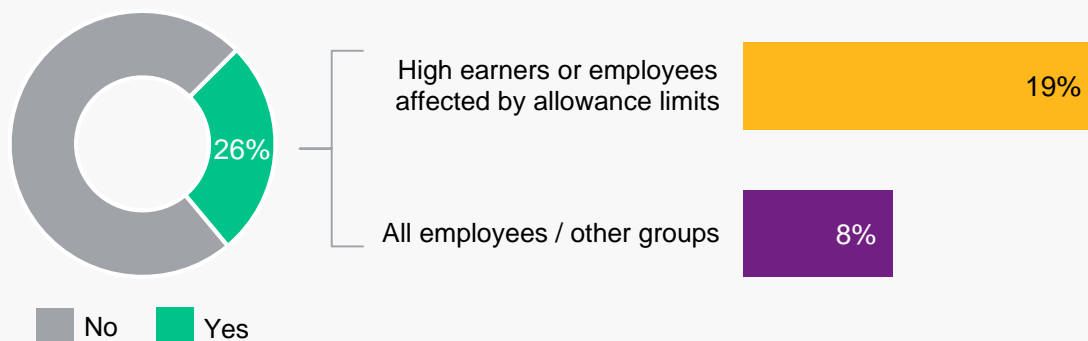 High earners or employees
affected by allowance limits
19%
26%
All employees / other groups
8%
No
Yes